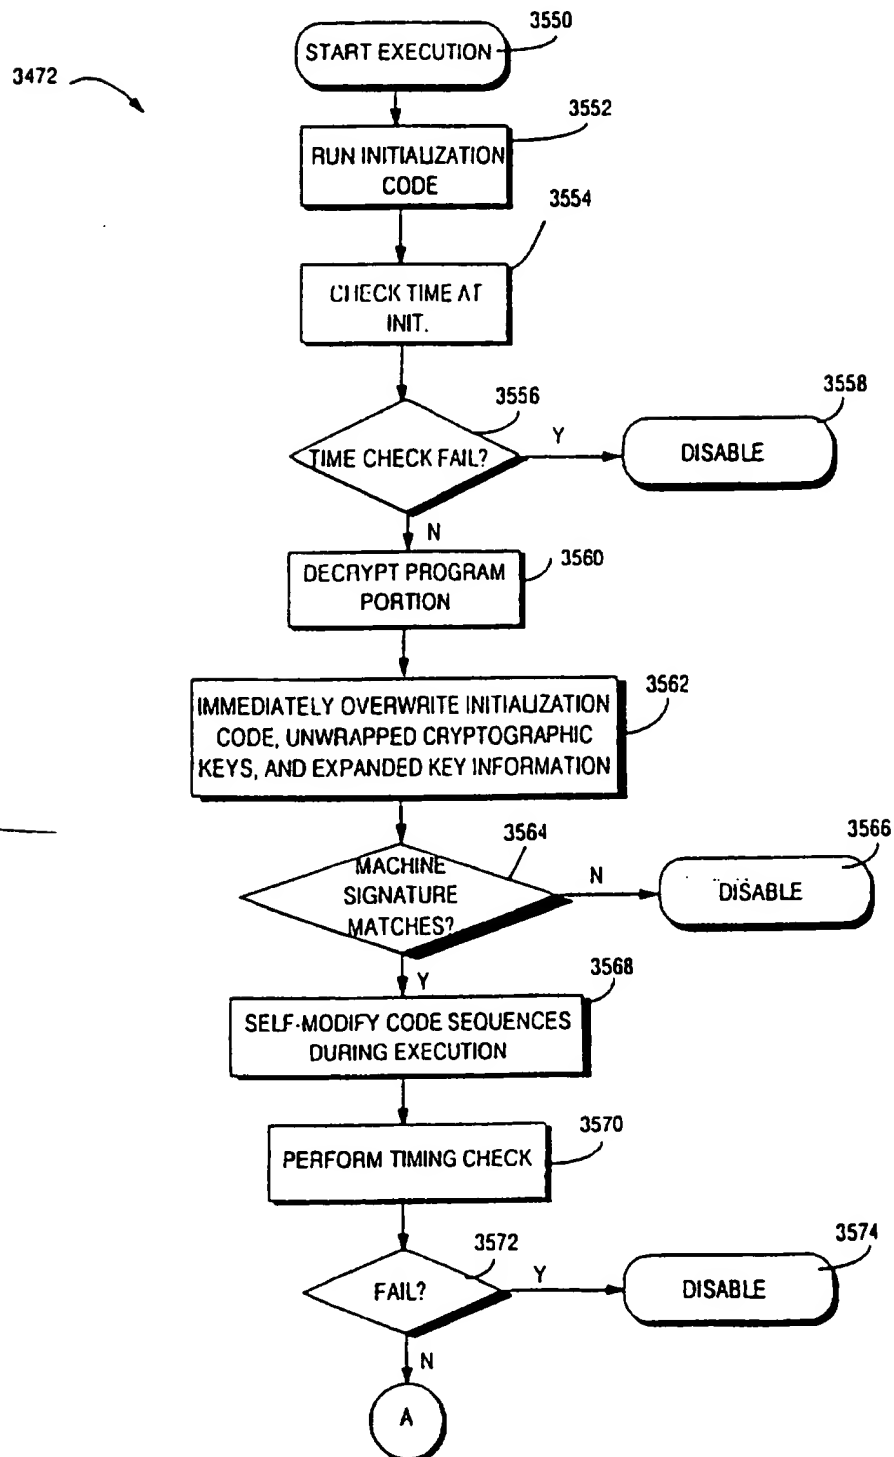 3550
START EXECUTION
3472
3552
RUN INITIALIZATION
CODE
3554
CHECK TIME AT
INIT.
3556
3558
TIME CHECK FAIL?
Y
DISABLE
N
3560
DECRYPT PROGRAM
PORTION
3562
IMMEDIATELY OVERWRITE INITIALIZATION
CODE, UNWRAPPED CRYPTOGRAPHIC
KEYS, AND EXPANDED KEY INFORMATION
3564
3566
MACHINE
SIGNATURE
MATCHES?
N
DISABLE
Y
3568
SELF-MODIFY CODE SEQUENCES
DURING EXECUTION
3570
PERFORM TIMING CHECK
3572
3574
FAIL?
Y
DISABLE
N
A